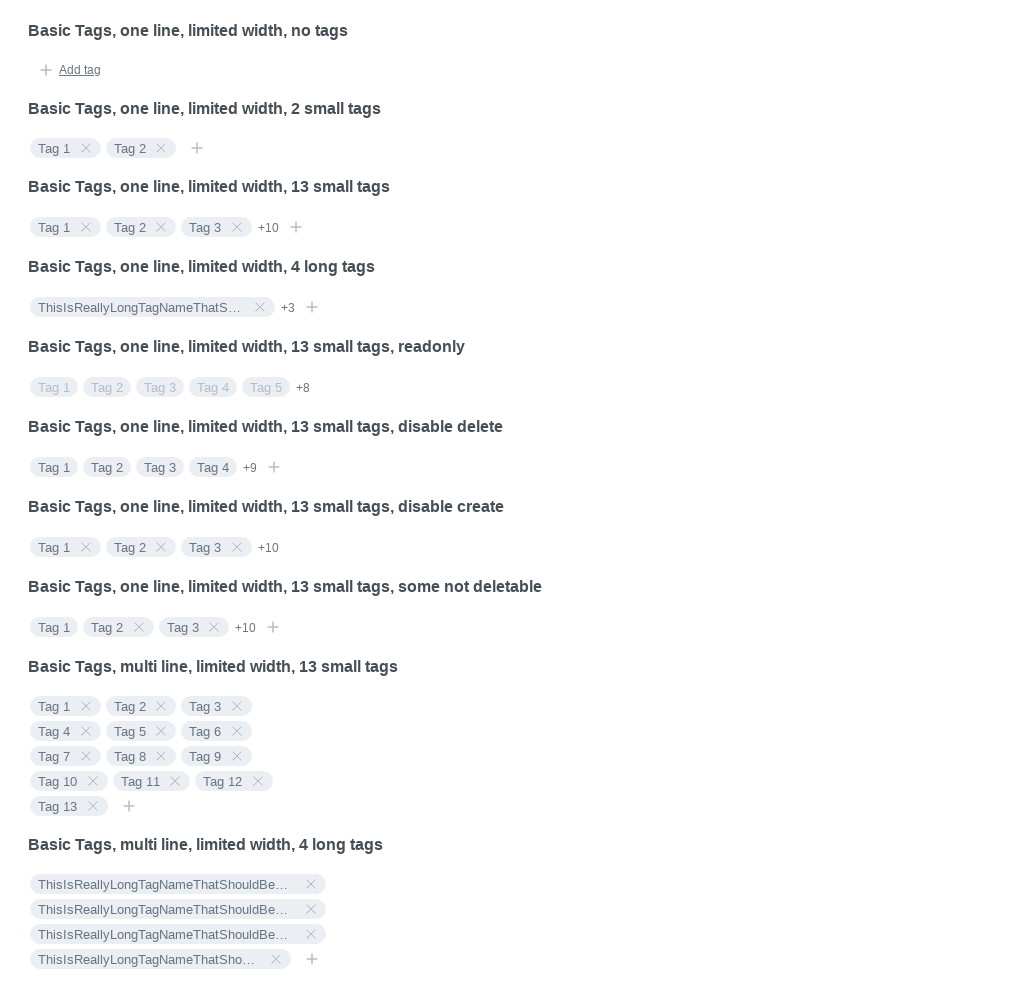 Basic Tags, one line, limited width, no tags
Add tag
Basic Tags, one line, limited width, 2 small tags
Tag 1 Tag 2
Basic Tags, one line, limited width, 13 small tags
Tag 1 Tag 2 Tag 3 +10
Basic Tags, one line, limited width, 4 long tags
ThisIsReallyLongTagNameThatS… +3
Basic Tags, one line, limited width, 13 small tags, readonly
Tag 1 Tag 2 Tag 3 Tag 4 Tag 5 +8
Basic Tags, one line, limited width, 13 small tags, disable delete
Tag 1 Tag 2 Tag 3 Tag 4 +9
Basic Tags, one line, limited width, 13 small tags, disable create
Tag 1 Tag 2 Tag 3 +10
Basic Tags, one line, limited width, 13 small tags, some not deletable
Tag 1 Tag 2 Tag 3 +10
Basic Tags, multi line, limited width, 13 small tags
Tag 1 Tag 2 Tag 3
Tag 4 Tag 5 Tag 6
Tag 7 Tag 8 Tag 9
Tag 10 Tag 11 Tag 12
Tag 13
Basic Tags, multi line, limited width, 4 long tags
ThisIsReallyLongTagNameThatShouldBe…
ThisIsReallyLongTagNameThatShouldBe…
ThisIsReallyLongTagNameThatShouldBe…
ThisIsReallyLongTagNameThatSho…